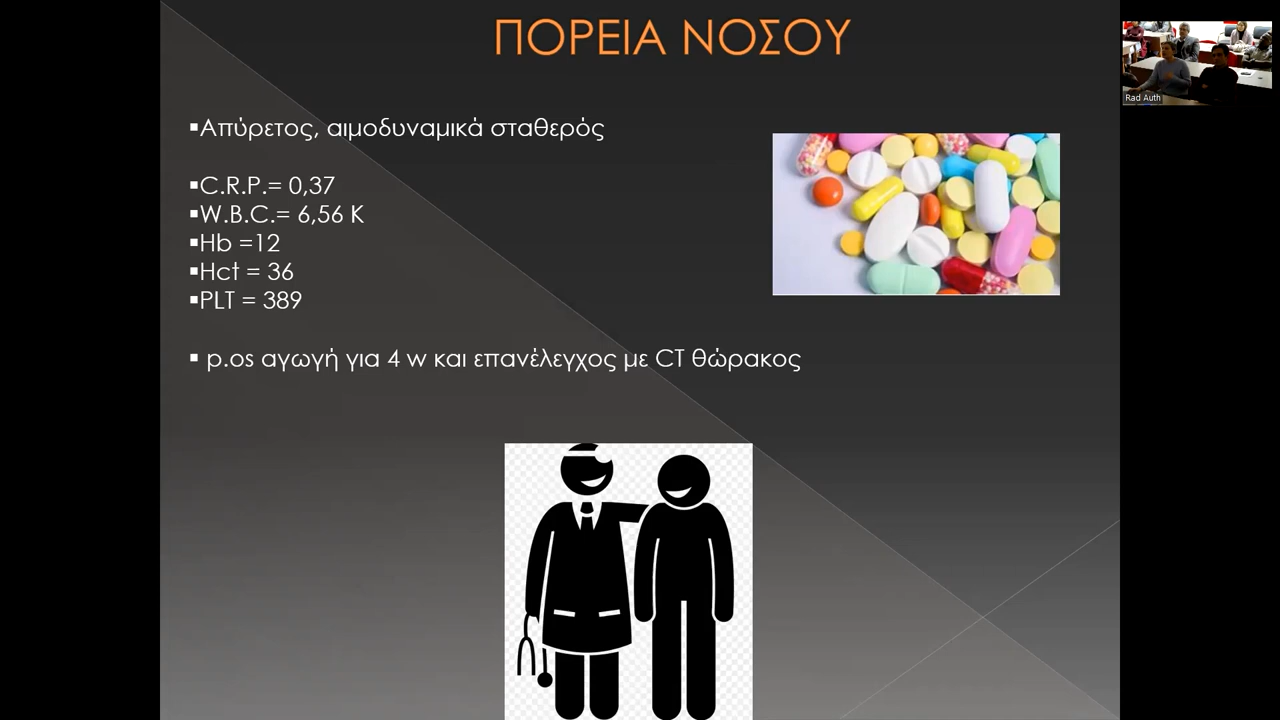 ΠΟΡΕΙΑ ΝΟΣΟΥ
▪Απύρετος, αιμοδυναμικά σταθερός
▪C.R.P.= 0,37
▪W.B.C.= 6,56 K
▪Hb =12
▪Hct = 36
▪PLT = 389
▪ p.os αγωγή για 4 w και επανέλεγχος με CT θώρακος
Rad Auth